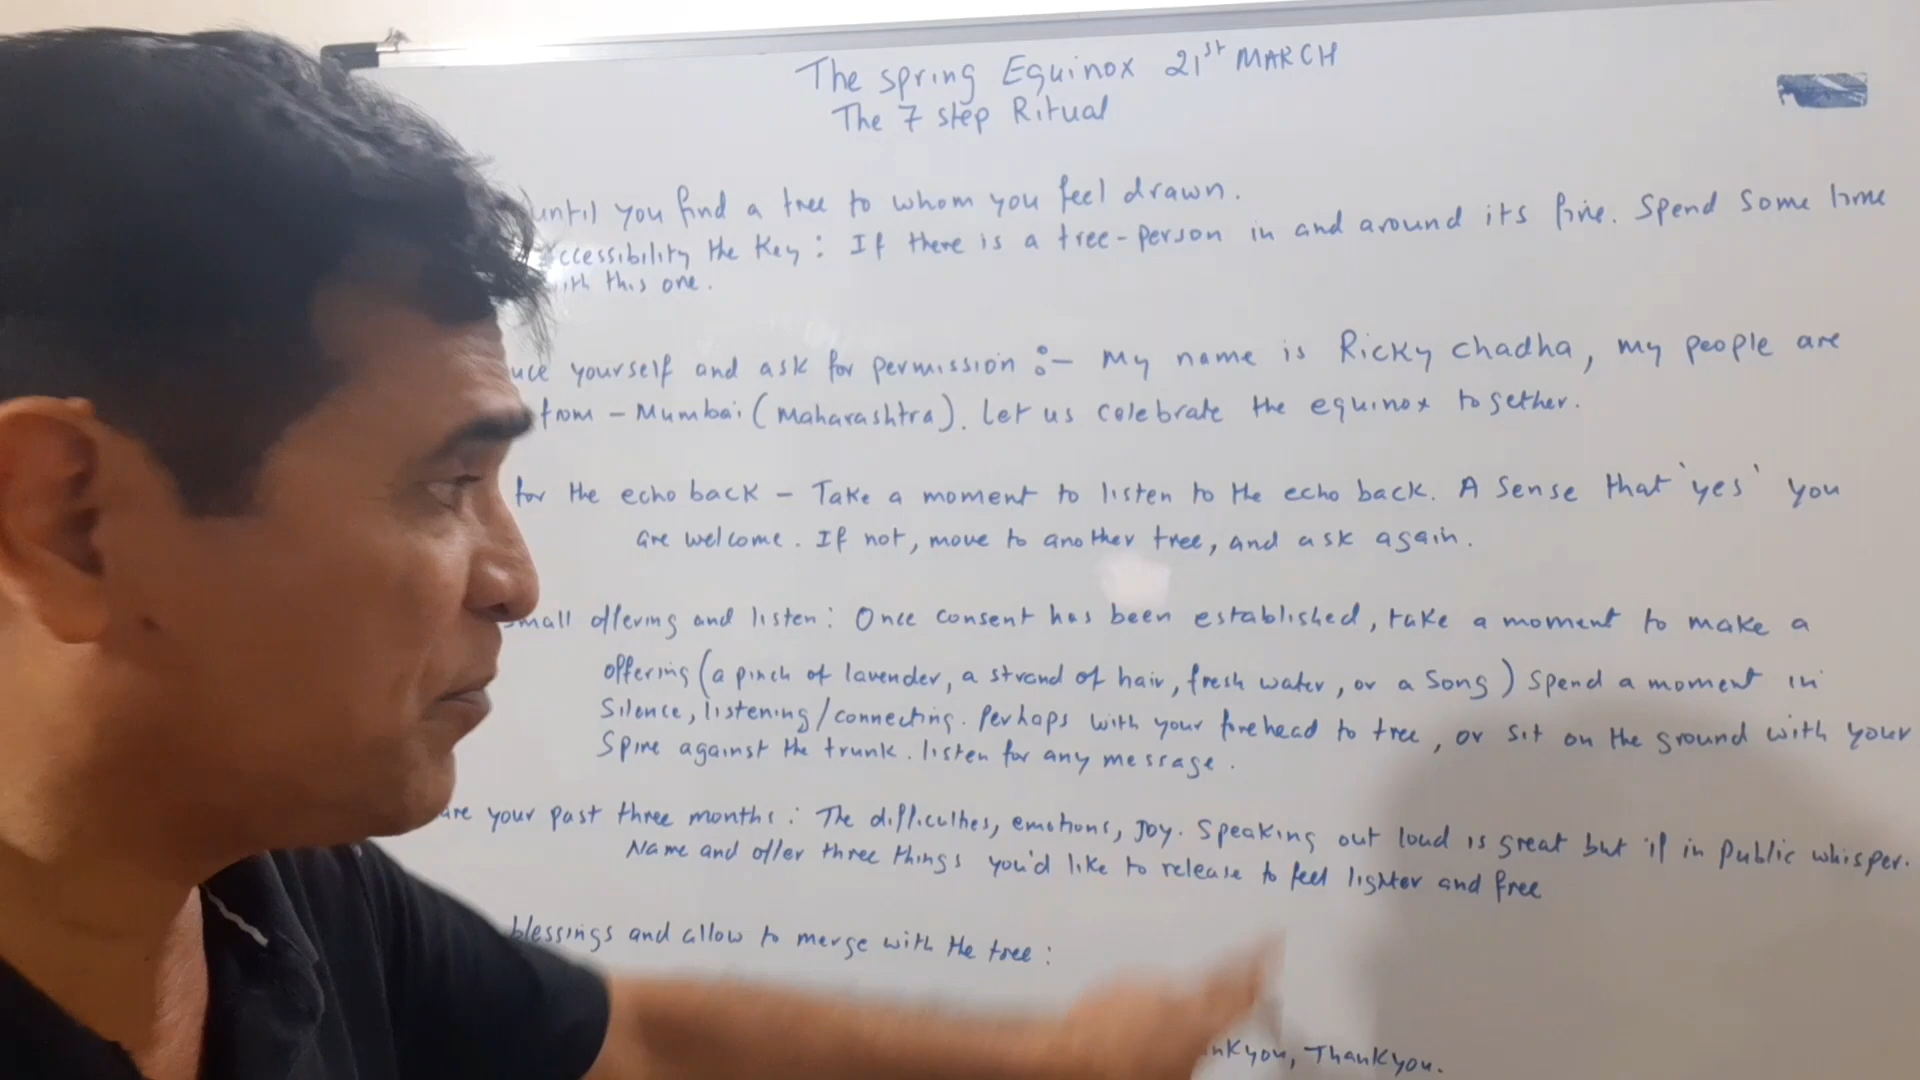 The spring Equinox 21st MARCH
The 7 step Ritual
until you find a tree to whom you feel drawn.
ccessibility the Key: If there is a tree-person in and around its fine. Spend some time
ith this one.
uce yourself and ask for permission :- My name is Ricky chadha, my people are
from - Mumbai (Maharashtra). Let us celebrate the equinox together.
for the echo back - Take a moment to listen to the echo back. A sense that 'yes' you
are welcome. If not, move to another tree, and ask again.
small offering and listen: Once consent has been established, take a moment to make a
offering (a pinch of lavender, a strand of hair, fresh water, or a song) spend a moment in
silence, listening/connecting. Perhaps with your forehead to tree, or sit on the ground with your
spine against the trunk. listen for any message.
are your past three months: The difficulties, emotions, Joy. Speaking out loud is great but if in public whisper.
Name and offer three things you'd like to release to feel lighter and free
blessings and allow to merge with the tree:
nkyou, Thankyou.